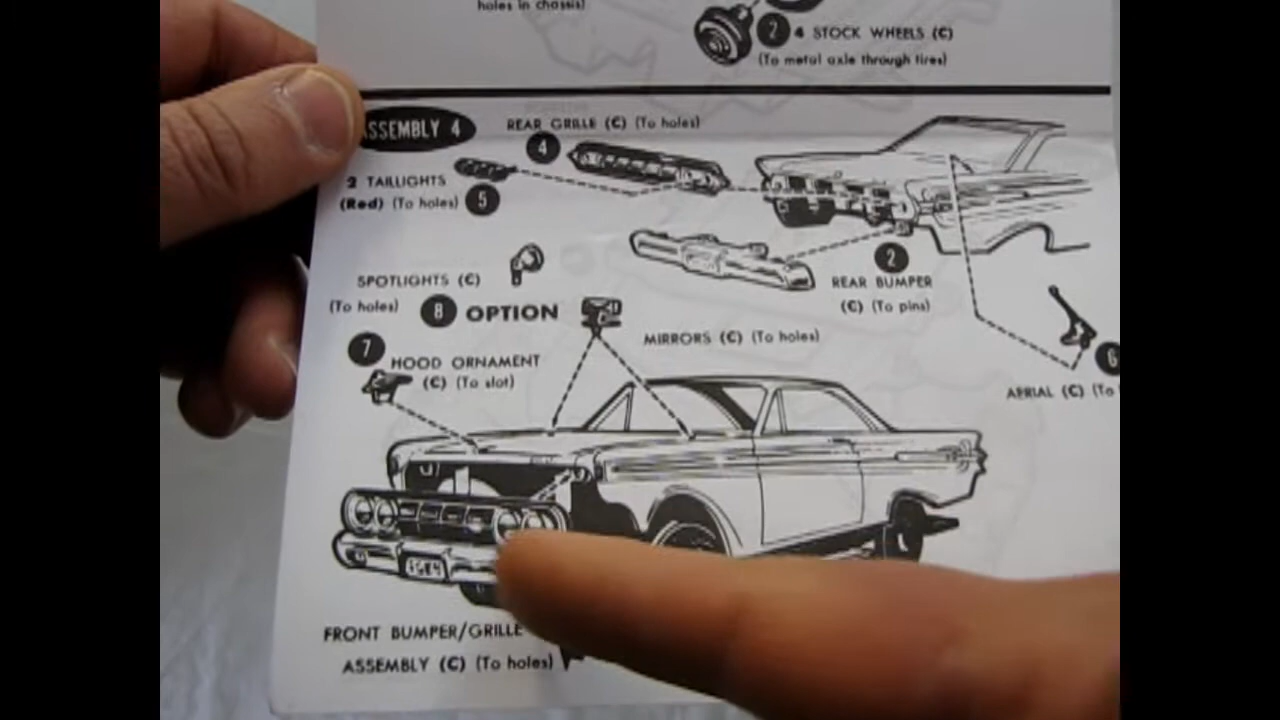 holes in chassis)
2 4 STOCK WHEELS (C)
(To metal axle through tires)
ASSEMBLY 4
REAR GRILLE (C) (To holes)
4
2 TAILLIGHTS
(Red) (To holes) 5
2
REAR BUMPER
(C) (To pins)
SPOTLIGHTS (C)
(To holes) 8 OPTION
MIRRORS (C) (To holes)
7
HOOD ORNAMENT
(C) (To slot)
6
AERIAL (C) (To
FRONT BUMPER/GRILLE
ASSEMBLY (C) (To holes)